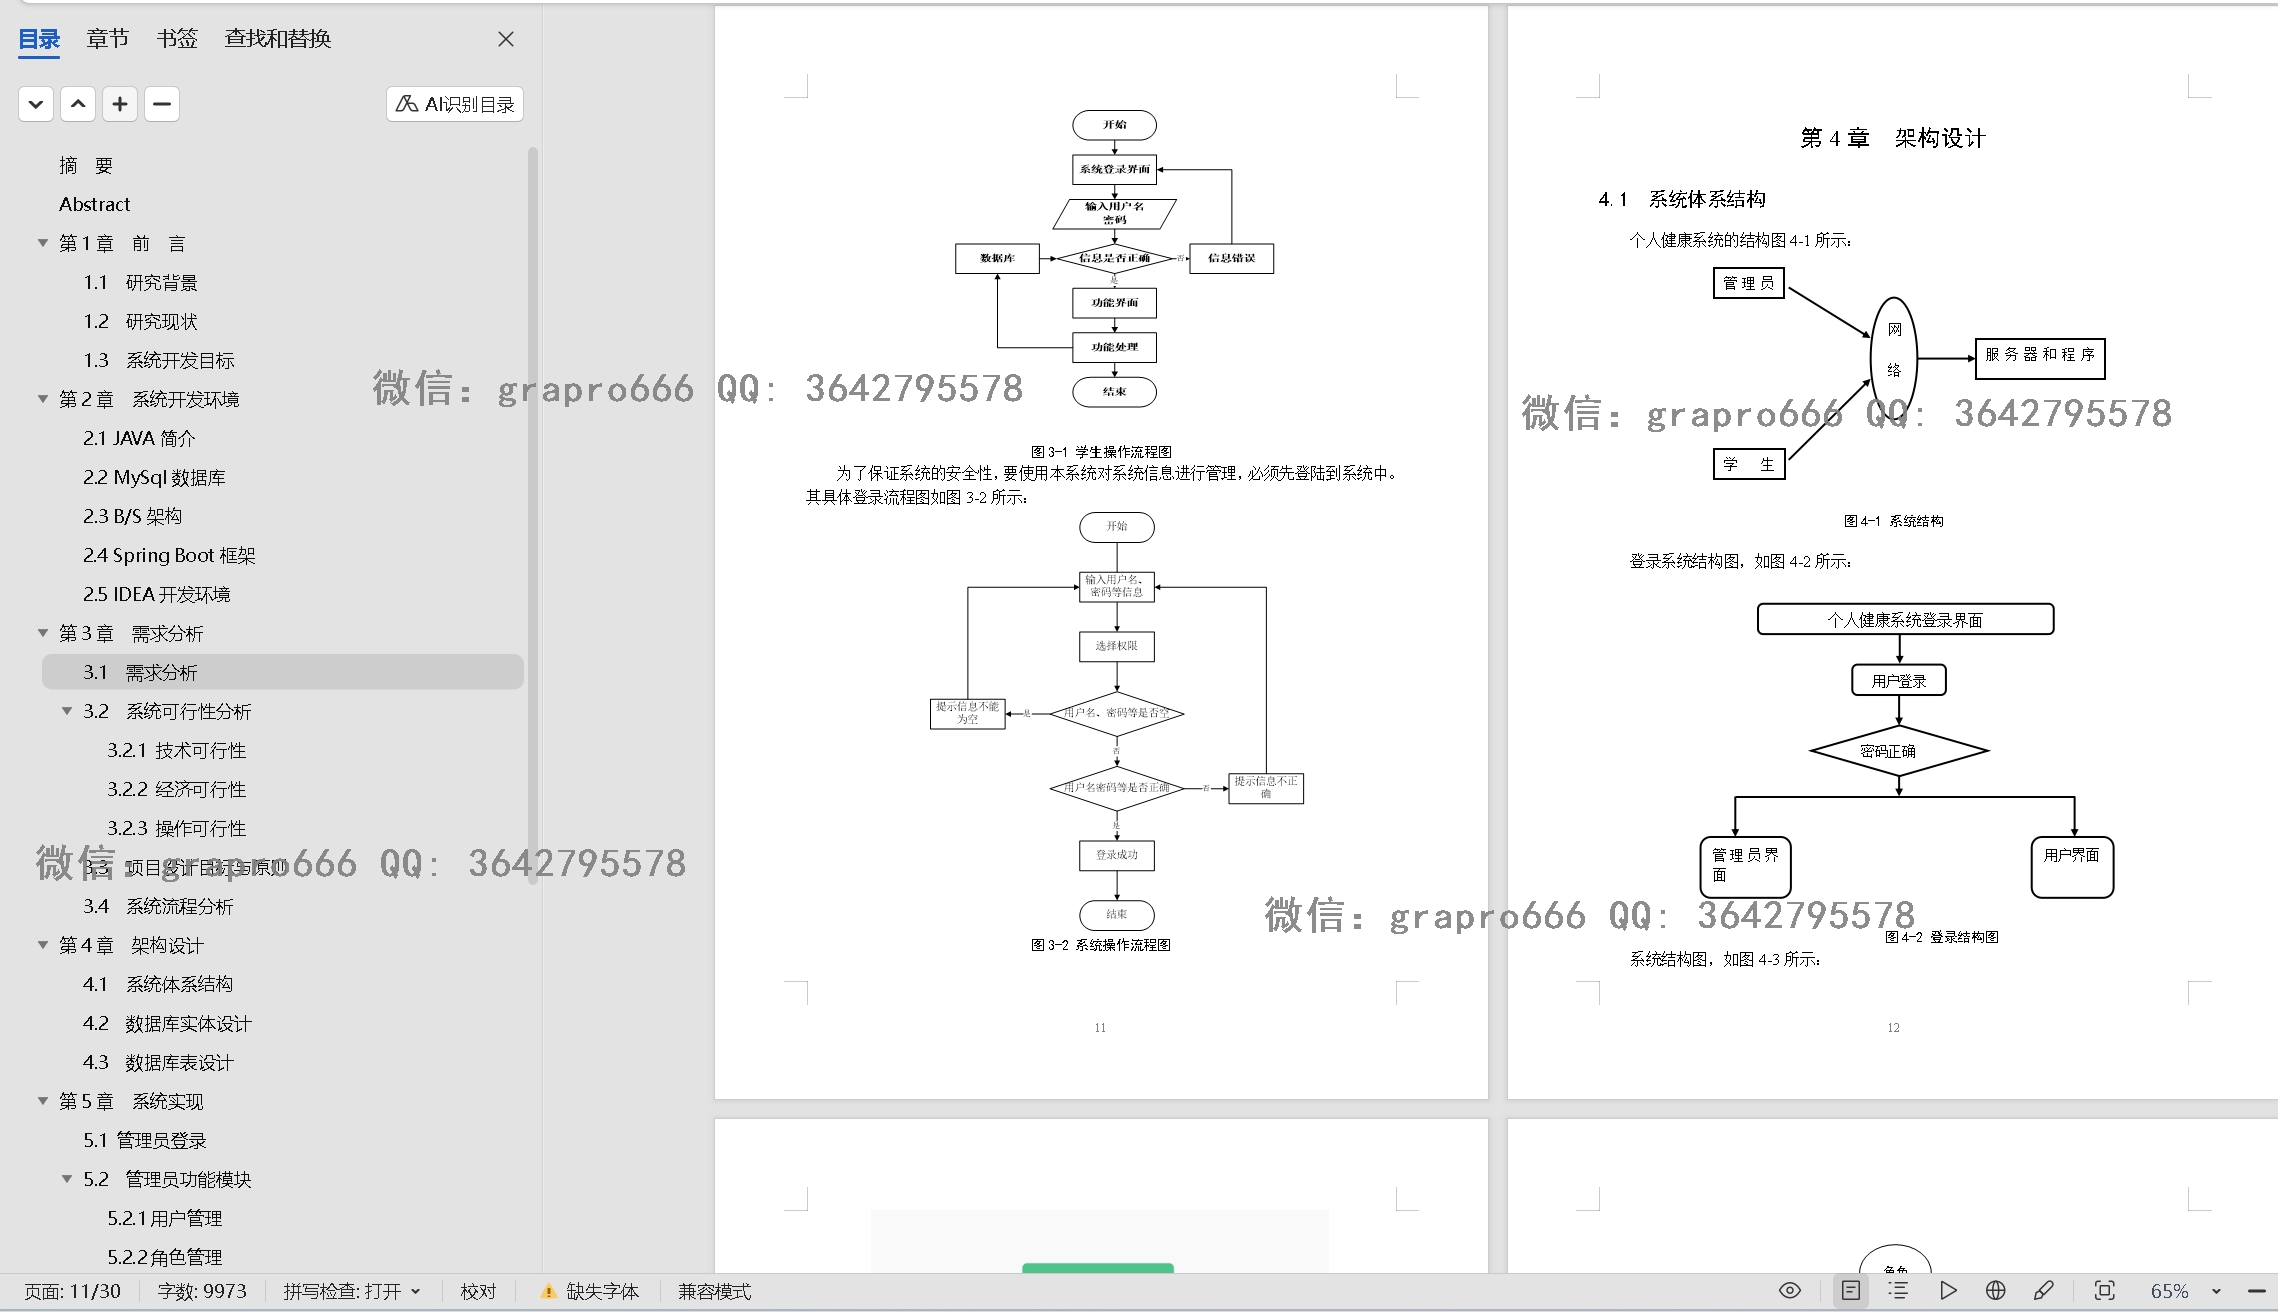 目录 章节 书签 查找和替换
AI识别目录
摘 要
Abstract
第 1 章 前 言
1.1 研究背景
1.2 研究现状
1.3 系统开发目标
第 2 章 系统开发环境
2.1 JAVA 简介
2.2 MySql 数据库
2.3 B/S 架构
2.4 Spring Boot 框架
2.5 IDEA 开发环境
第 3 章 需求分析
3.1 需求分析
3.2 系统可行性分析
3.2.1 技术可行性
3.2.2 经济可行性
3.2.3 操作可行性
3.3 项目设计目标与原则
3.4 系统流程分析
第 4 章 架构设计
4.1 系统体系结构
4.2 数据库实体设计
4.3 数据库表设计
第 5 章 系统实现
5.1 管理员登录
5.2 管理员功能模块
5.2.1 用户管理
5.2.2 角色管理
微信: grapro666 QQ: 3642795578
微信: grapro666 QQ: 3642795578
开始
系统登录界面
输入用户名
密码
数据库
信息是否正确
否
信息错误
是
功能界面
功能处理
结束
图 3-1 学生操作流程图
为了保证系统的安全性，要使用本系统对系统信息进行管理，必须先登陆到系统中。
其具体登录流程图如图 3-2 所示：
开始
输入用户名、
密码等信息
选择权限
提示信息不能
为空
是
用户名、密码等是否空
否
用户名密码等是否正确
否
提示信息不正
确
是
登录成功
结束
图 3-2 系统操作流程图
11
第 4 章 架构设计
4.1 系统体系结构
个人健康系统的结构图 4-1 所示：
管 理 员
网
络
服 务 器 和 程 序
微信: grapro666 QQ: 3642795578
学 生
图 4-1 系统结构
登录系统结构图，如图 4-2 所示：
个人健康系统登录界面
用户登录
密码正确
管 理 员 界
面
用户界面
微信: grapro666 QQ: 3642795578
图 4-2 登录结构图
系统结构图，如图 4-3 所示：
12
角色
页面: 11/30 字数: 9973 拼写检查: 打开 校对 缺失字体 兼容模式 65%